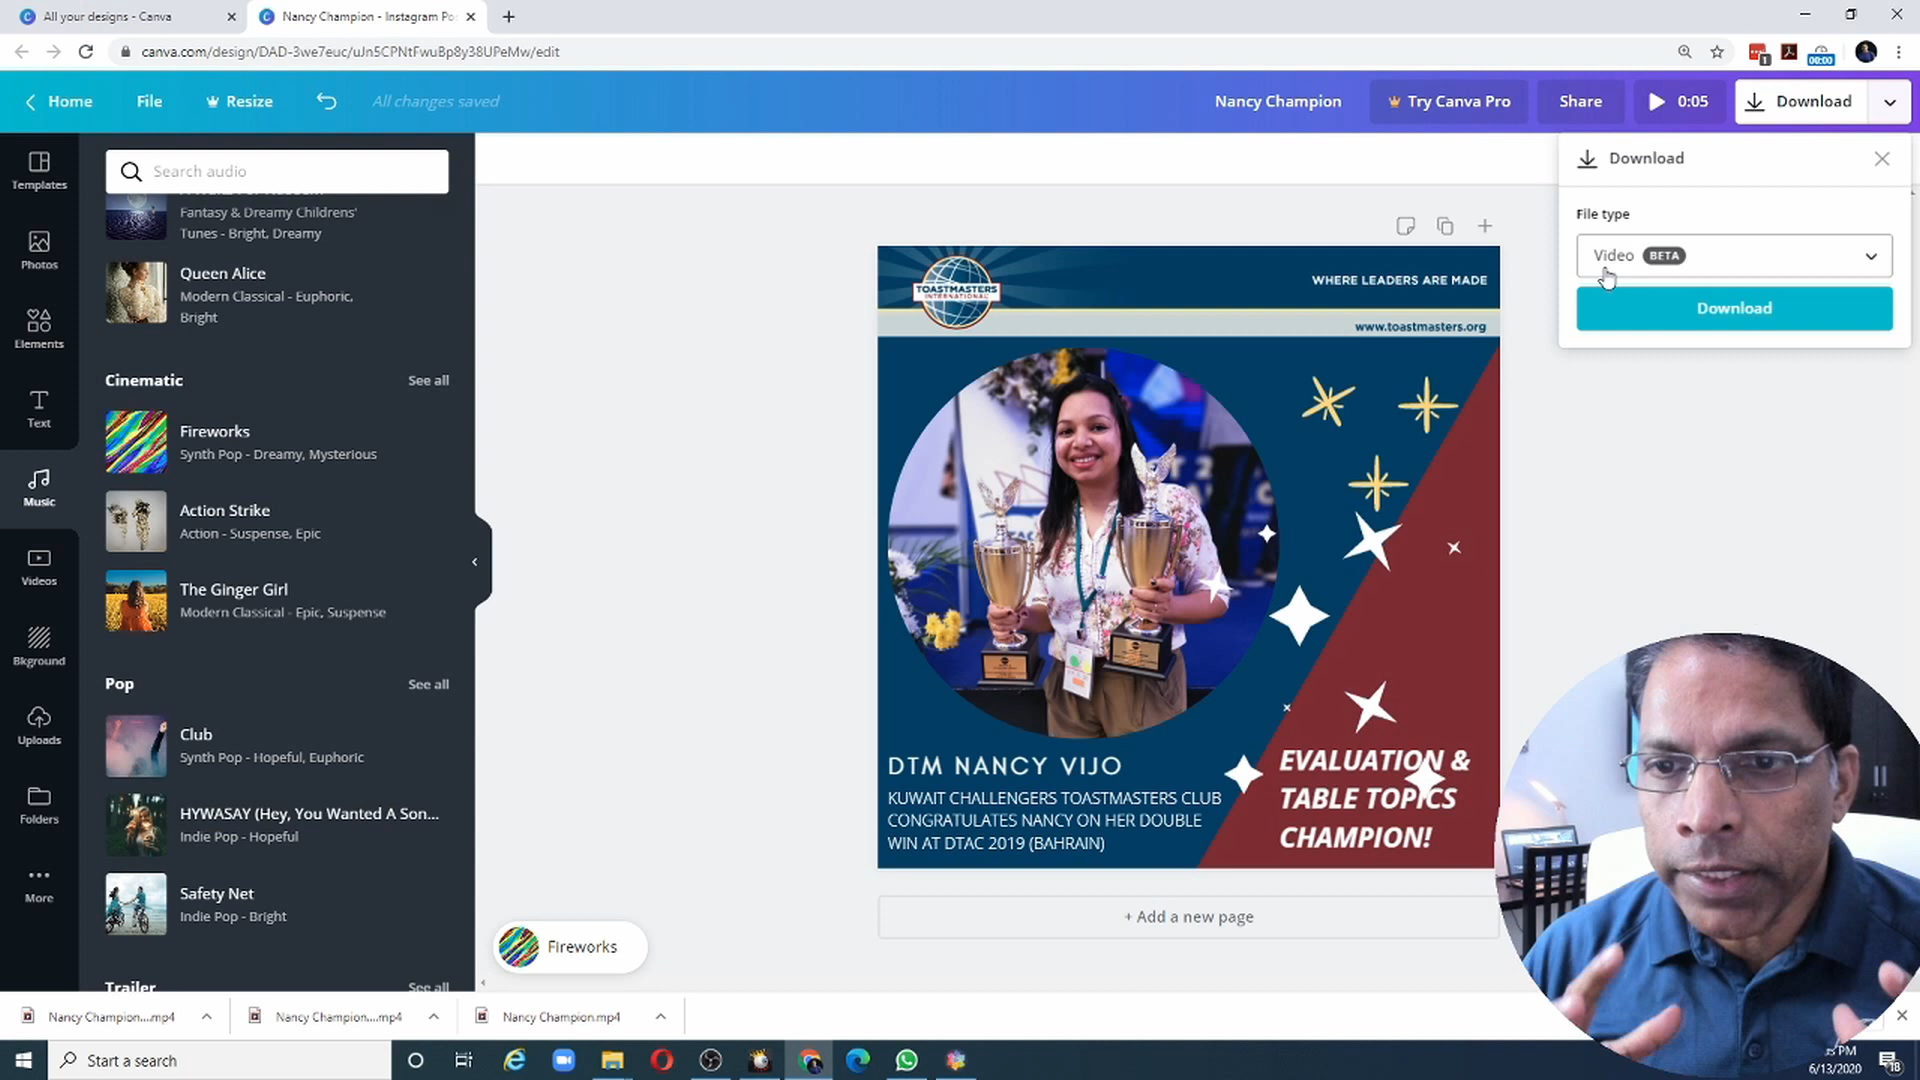 All your designs - Canva
Nancy Champion - Instagram Po
canva.com/design/DAD-3we7euc/uJn5CPNtFwuBp8y38UPeMw/edit
1
00:00
Home
File
Resize
All changes saved
Nancy Champion
Try Canva Pro
Share
0:05
Download
Templates
Photos
Elements
Text
Music
Videos
Bkground
Uploads
Folders
More
Search audio
Fantasy & Dreamy Childrens'
Tunes - Bright, Dreamy
Queen Alice
Modern Classical - Euphoric,
Bright
Cinematic
See all
Fireworks
Synth Pop - Dreamy, Mysterious
Action Strike
Action - Suspense, Epic
The Ginger Girl
Modern Classical - Epic, Suspense
Pop
See all
Club
Synth Pop - Hopeful, Euphoric
HYWASAY (Hey, You Wanted A Son...
Indie Pop - Hopeful
Safety Net
Indie Pop - Bright
Trailer
See all
TOASTMASTERS
INTERNATIONAL
WHERE LEADERS ARE MADE
www.toastmasters.org
DTM NANCY VIJO
KUWAIT CHALLENGERS TOASTMASTERS CLUB
CONGRATULATES NANCY ON HER DOUBLE
WIN AT DTAC 2019 (BAHRAIN)
EVALUATION &
TABLE TOPICS
CHAMPION!
+ Add a new page
Fireworks
Download
File type
Video BETA
Download
Nancy Champion....mp4
Nancy Champion....mp4
Nancy Champion.mp4
Start a search
PM
6/13/2020
18